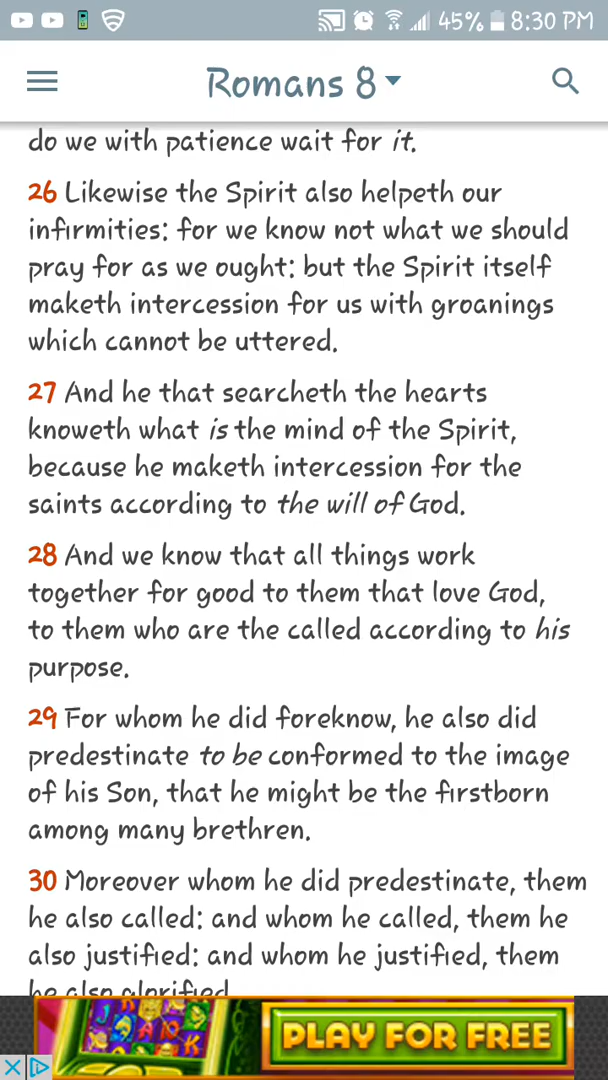 45% 8:30 PM
Romans 8
do we with patience wait for it.
26 Likewise the Spirit also helpeth our
infirmities: for we know not what we should
pray for as we ought: but the Spirit itself
maketh intercession for us with groanings
which cannot be uttered.
27 And he that searcheth the hearts
knoweth what is the mind of the Spirit,
because he maketh intercession for the
saints according to the will of God.
28 And we know that all things work
together for good to them that love God,
to them who are the called according to his
purpose.
29 For whom he did foreknow, he also did
predestinate to be conformed to the image
of his Son, that he might be the firstborn
among many brethren.
30 Moreover whom he did predestinate, them
he also called: and whom he called, them he
also justified: and whom he justified, them
he also glorified
PLAY FOR FREE